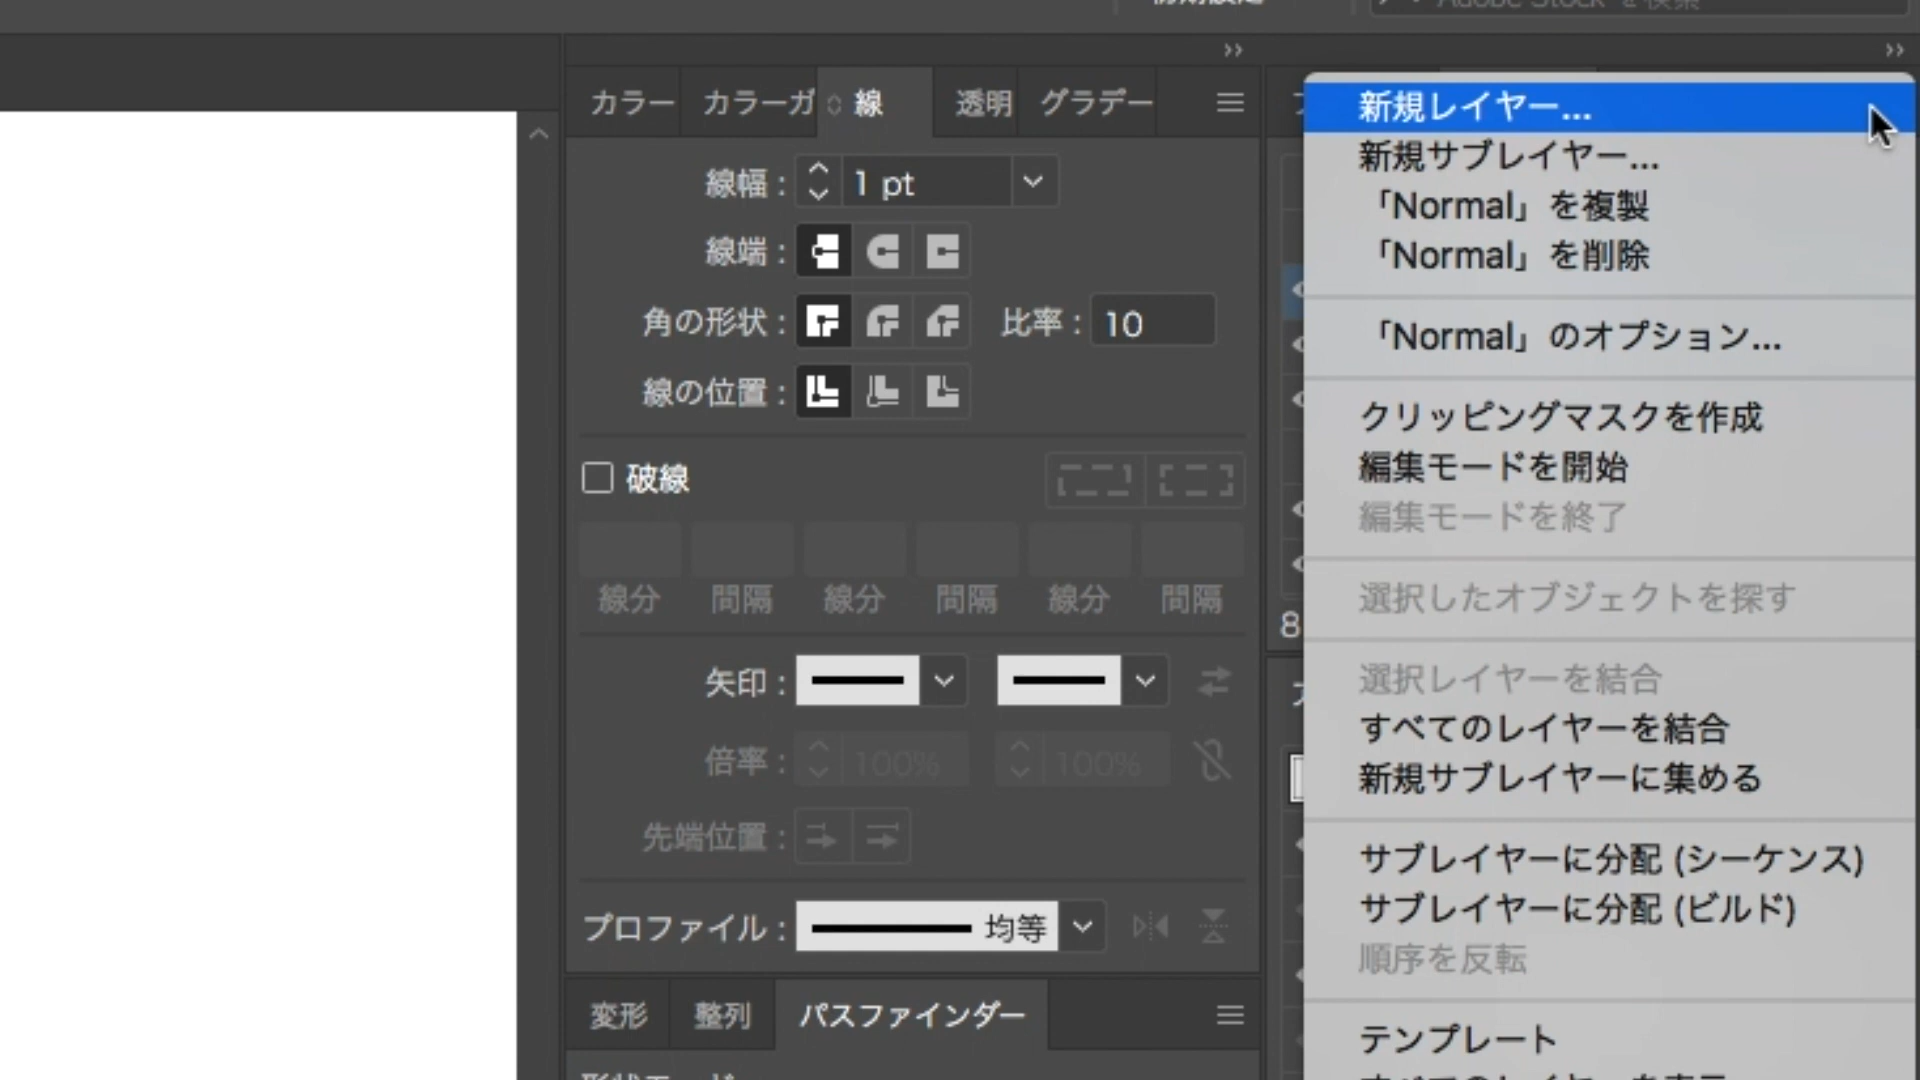 カラー カラーガ 線 透明 グラデー
線幅： 1 pt
線端：
角の形状： 比率： 10
線の位置：
破線
線分 間隔 線分 間隔 線分 間隔
矢印：
倍率： 100% 100%
先端位置：
プロファイル： 均等
変形 整列 パスファインダー
8
新規レイヤー...
新規サブレイヤー...
「Normal」を複製
「Normal」を削除
「Normal」のオプション...
クリッピングマスクを作成
編集モードを開始
編集モードを終了
選択したオブジェクトを探す
選択レイヤーを結合
すべてのレイヤーを結合
新規サブレイヤーに集める
サブレイヤーに分配 (シーケンス)
サブレイヤーに分配 (ビルド)
順序を反転
テンプレート